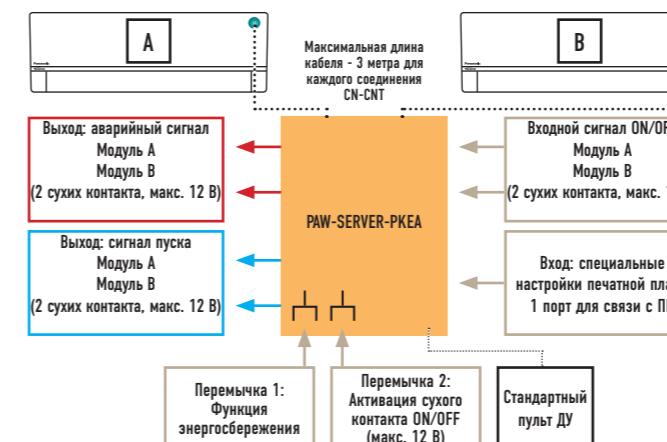 A
B
Panasonic
Panasonic
Максимальная длина
кабеля - 3 метра для
каждого соединения
CN-CNT
Выход: аварийный сигнал
Модуль A
Модуль B
(2 сухих контакта, макс. 12 В)
Входной сигнал ON/OF
Модуль A
Модуль B
(2 сухих контакта, макс.
PAW-SERVER-PKEA
Выход: сигнал пуска
Модуль A
Модуль B
(2 сухих контакта, макс. 12 В)
Вход: специальные
настройки печатной пла
1 порт для связи с П
Перемычка 1:
Функция
энергосбережения
Перемычка 2:
Активация сухого
контакта ON/OFF
(макс. 12 В)
Стандартный
пульт ДУ